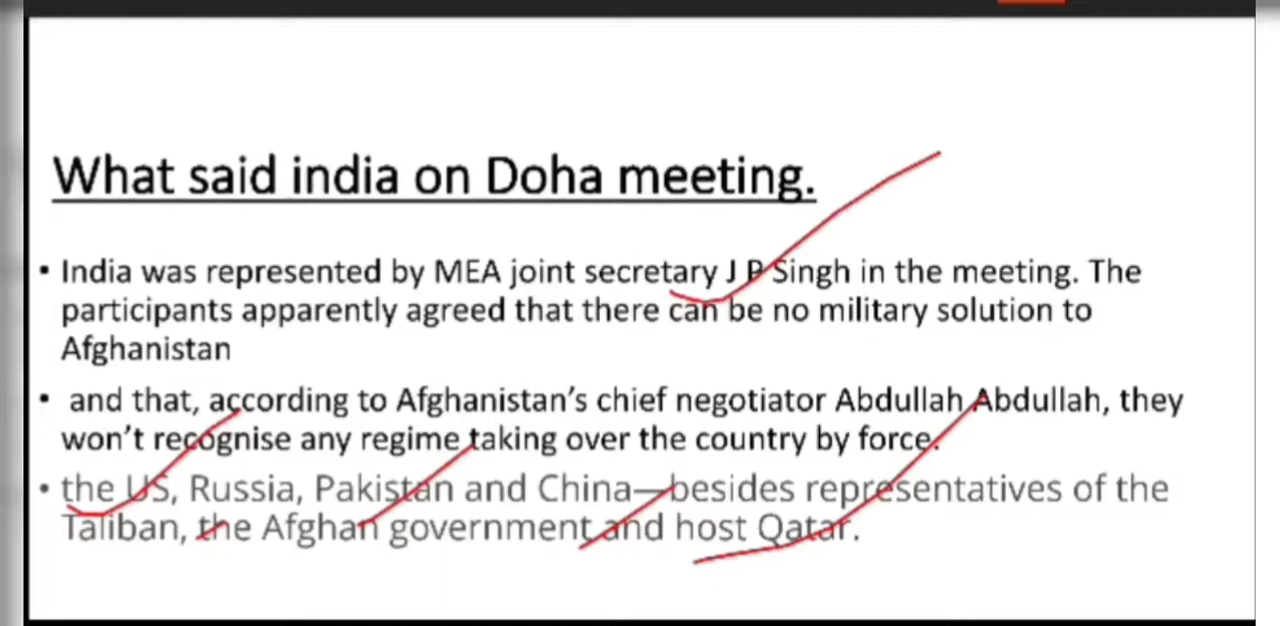 What said india on Doha meeting.
• India was represented by MEA joint secretary J P Singh in the meeting. The
participants apparently agreed that there can be no military solution to
Afghanistan
• and that, according to Afghanistan's chief negotiator Abdullah Abdullah, they
won't recognise any regime taking over the country by force.
• the US, Russia, Pakistan and China—besides representatives of the
Taliban, the Afghan government and host Qatar.